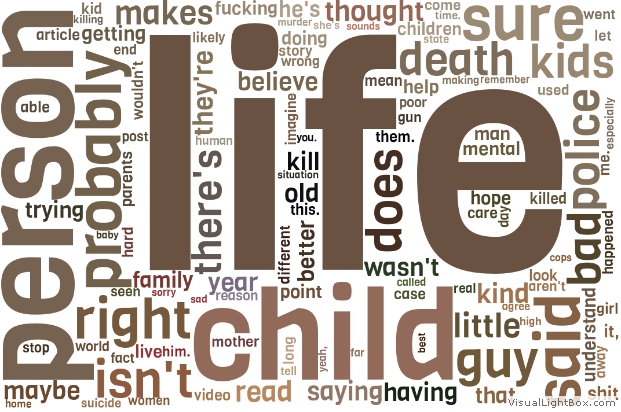 kid
makes
fucking
he's
thought
come
time.
sure
went
killing
murder
she's
sounds
children
state
let
article
getting
likely
doing
story
wrong
death
kids
end
believe
mean
help
making
remember
used
person
probably
wouldn't
they're
life
imagine
poor
gun
able
post
human
you.
them.
man
mental
police
especially
me.
parents
there's
kill
situation
old
this.
does
hope
care
day
killed
trying
baby
hard
different
better
wasn't
bad
happened
cops
family
year
called
case
look
aren't
seen
sorry
sad
reason
point
real
kind
agree
said
understand
girl
right
child
little
high
it,
away
stop
world
fact
live
him.
mother
long
tell
yeah,
far
best
guy
maybe
isn't
video
read
saying
having
that
shit
home
suicide
women
VisualLightBox.com